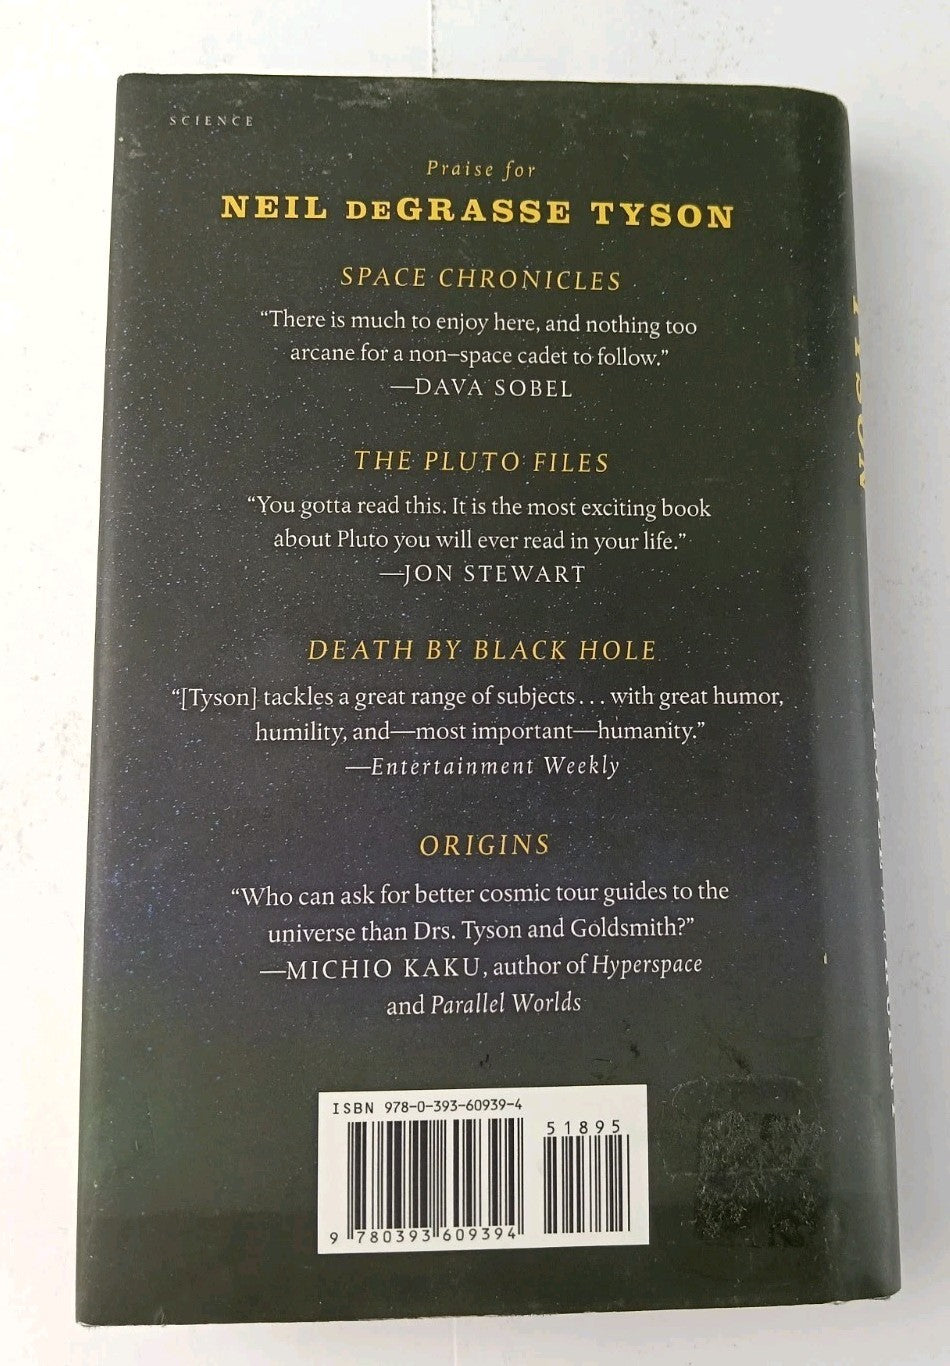 SCIENCE
Praise for
NEIL DEGRASSE TYSON
SPACE CHRONICLES
“There is much to enjoy here, and nothing too
arcane for a non–space cadet to follow.”
—DAVA SOBEL
THE PLUTO FILES
“You gotta read this. It is the most exciting book
about Pluto you will ever read in your life.”
—JON STEWART
DEATH BY BLACK HOLE
“[Tyson] tackles a great range of subjects . . . with great humor,
humility, and—most important—humanity.”
—Entertainment Weekly
ORIGINS
“Who can ask for better cosmic tour guides to the
universe than Drs. Tyson and Goldsmith?”
—MICHIO KAKU, author of Hyperspace
and Parallel Worlds
ISBN 978-0-393-60939-4
51895
9 780393 609394